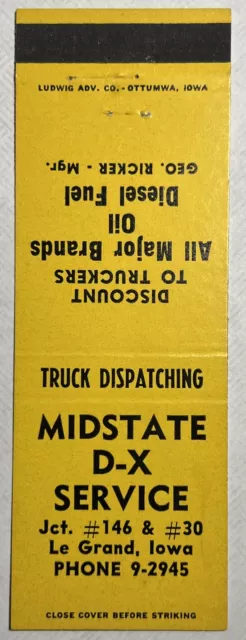 LUDWIG ADV. CO. - OTTUMWA, IOWA
DISCOUNT
TO TRUCKERS
All Major Brands
Oil
Diesel Fuel
GEO. RICKER - Mgr.
TRUCK DISPATCHING
MIDSTATE
D-X
SERVICE
Jct. #146 & #30
Le Grand, Iowa
PHONE 9-2945
CLOSE COVER BEFORE STRIKING